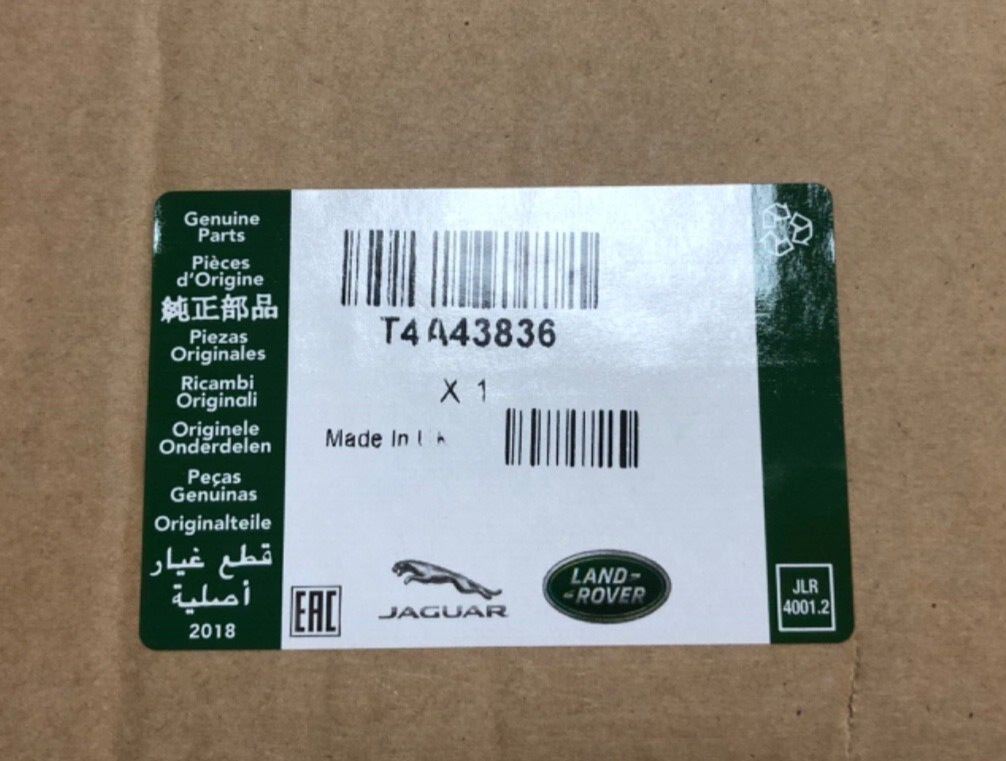 Genuine
Parts
Pièces
d'Origine
純正部品
Piezas
Originales
Ricambi
Originali
Originele
Onderdelen
Peças
Genuinas
Originalteile
قطع غيار
أصلية
2018
T4A43836
X 1
Made In
EAC
JAGUAR
LAND-
-ROVER
JLR
4001.2